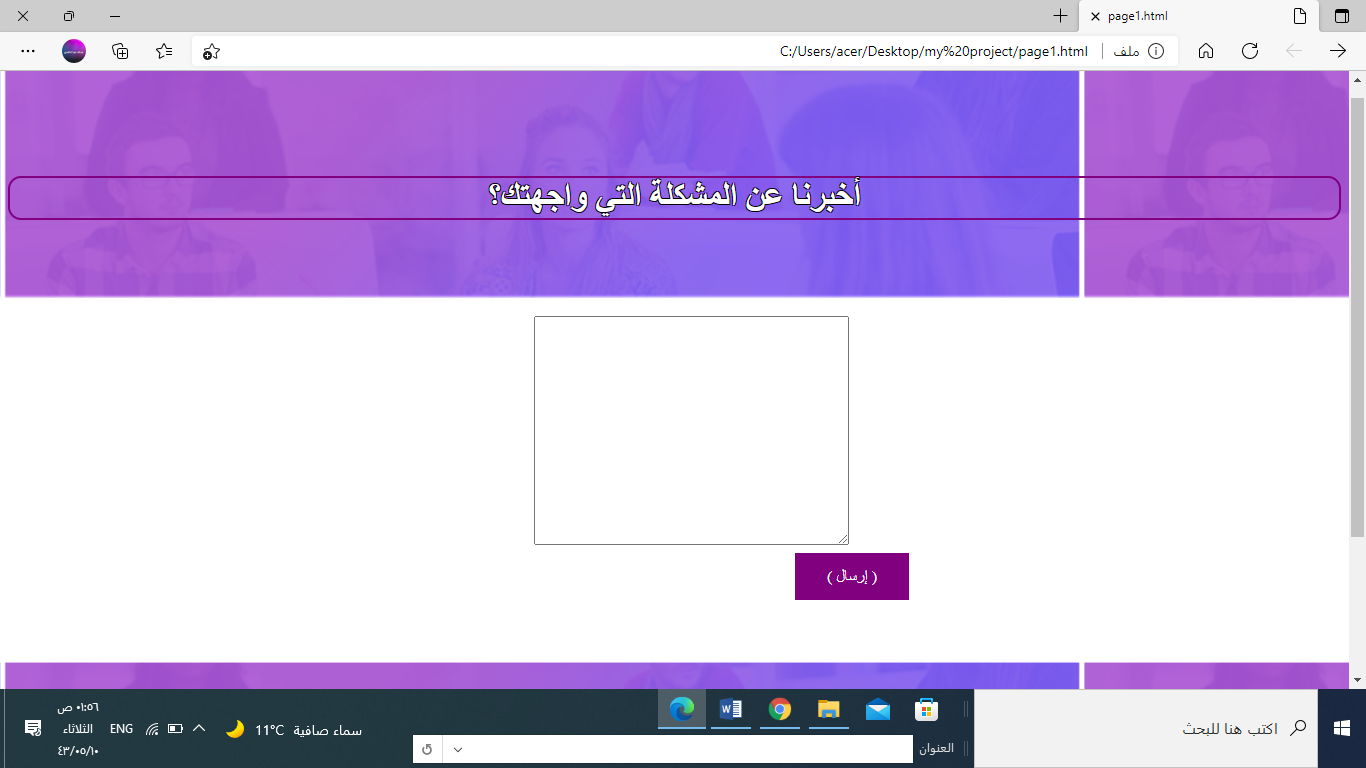 page1.html
ملف
C:/Users/acer/Desktop/my%20project/page1.html
أخبرنا عن المشكلة التي واجهتك؟
( إرسال )
اكتب هنا للبحث
العنوان
سماء صافية 11°C
ENG
٠١:٥٦ ص
الثلاثاء
٤٣/٠٥/١٠